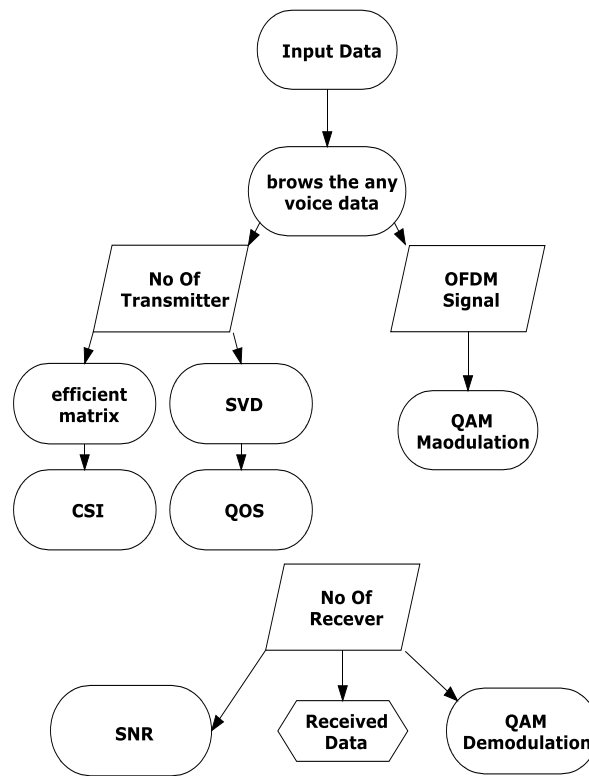 Input Data
brows the any
voice data
No Of
Transmitter
OFDM
Signal
efficient
matrix
SVD
QAM
Maodulation
CSI
QOS
No Of
Recever
SNR
Received
Data
QAM
Demodulation